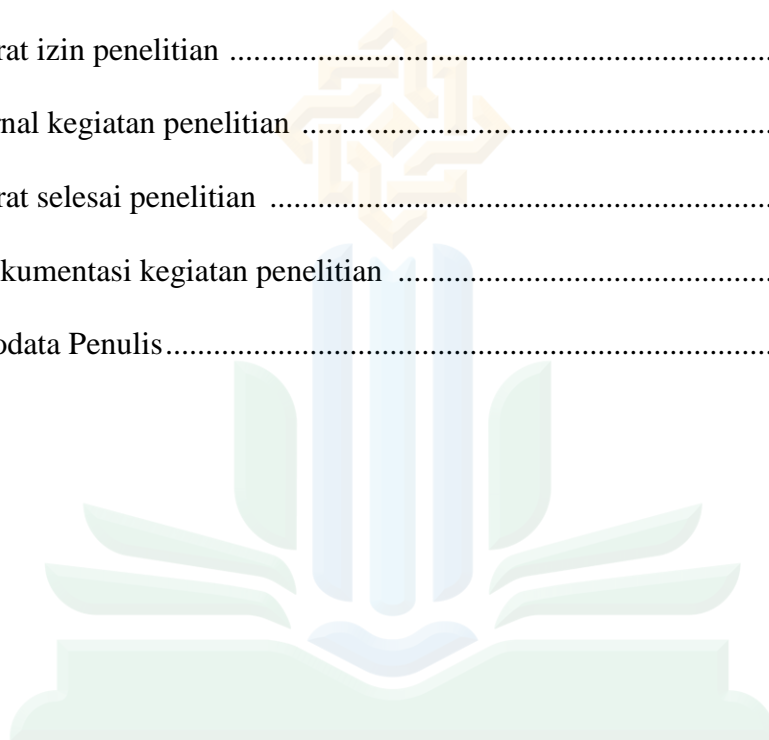 rat izin penelitian ........................................................................
rnal kegiatan penelitian ................................................................
rat selesai penelitian ...................................................................
kumentasi kegiatan penelitian ....................................................
odata Penulis................................................................................